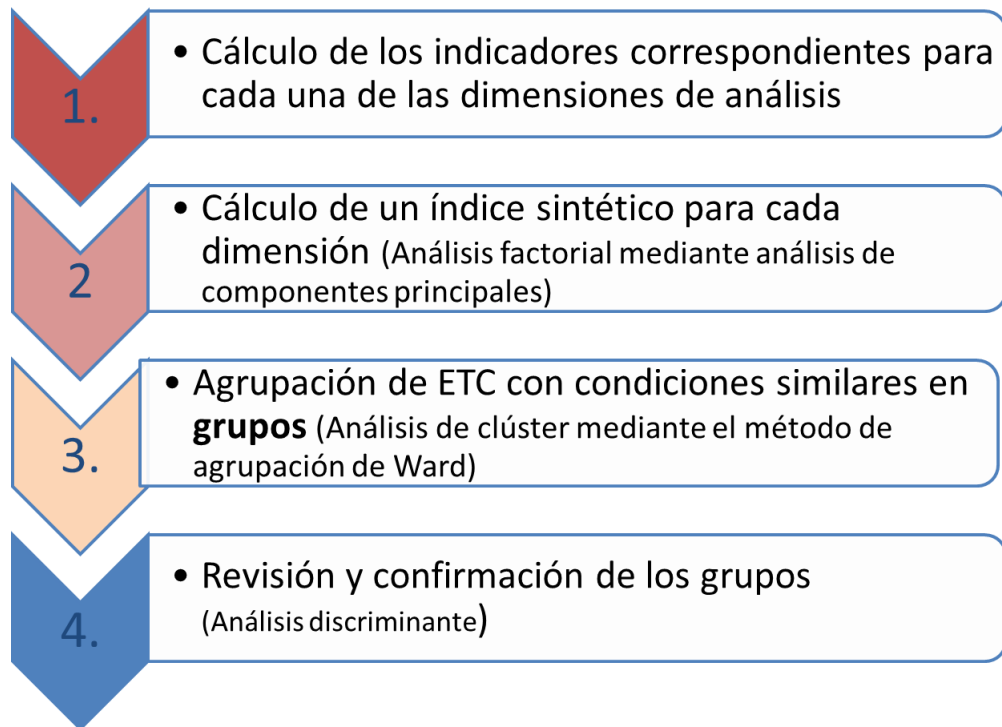 1.
• Cálculo de los indicadores correspondientes para
cada una de las dimensiones de análisis
2
• Cálculo de un índice sintético para cada
dimensión (Análisis factorial mediante análisis de
componentes principales)
3.
• Agrupación de ETC con condiciones similares en
grupos (Análisis de clúster mediante el método de
agrupación de Ward)
4.
• Revisión y confirmación de los grupos
(Análisis discriminante)